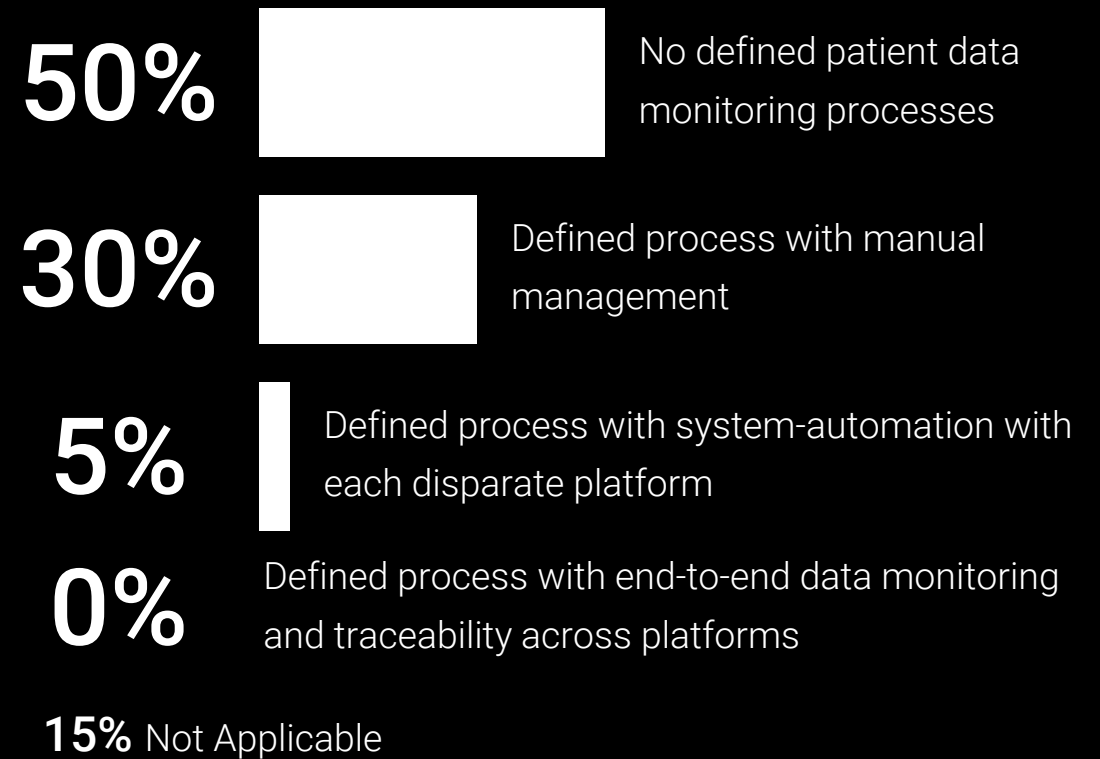 50%
No defined patient data
monitoring processes
30%
Defined process with manual
management
5%
Defined process with system-automation with
each disparate platform
0%
Defined process with end-to-end data monitoring
and traceability across platforms
15% Not Applicable